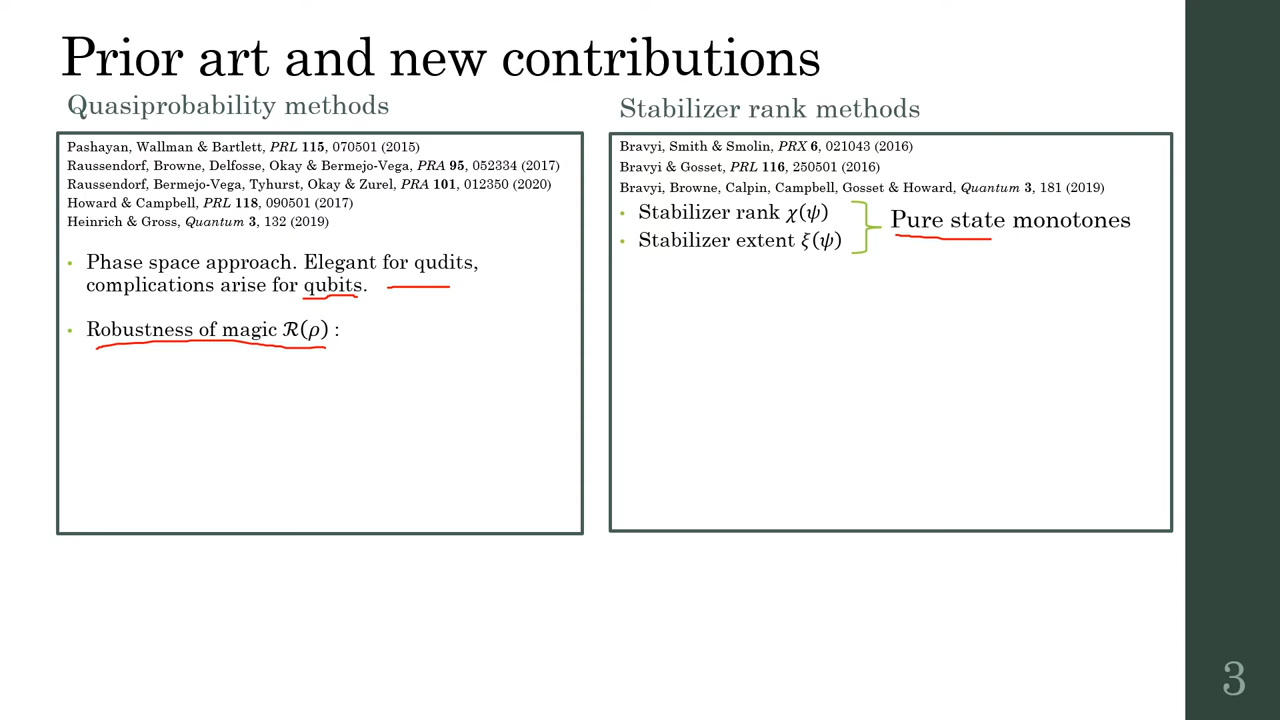 Prior art and new contributions
Quasiprobability methods
Pashayan, Wallman & Bartlett, PRL 115, 070501 (2015)
Raussendorf, Browne, Delfosse, Okay & Bermejo-Vega, PRA 95, 052334 (2017)
Raussendorf, Bermejo-Vega, Tyhurst, Okay & Zurel, PRA 101, 012350 (2020)
Howard & Campbell, PRL 118, 090501 (2017)
Heinrich & Gross, Quantum 3, 132 (2019)
• Phase space approach. Elegant for qudits,
complications arise for qubits.
• Robustness of magic ℛ(ρ) :
Stabilizer rank methods
Bravyi, Smith & Smolin, PRX 6, 021043 (2016)
Bravyi & Gosset, PRL 116, 250501 (2016)
Bravyi, Browne, Calpin, Campbell, Gosset & Howard, Quantum 3, 181 (2019)
• Stabilizer rank χ(ψ)
• Stabilizer extent ξ(ψ)
Pure state monotones
3